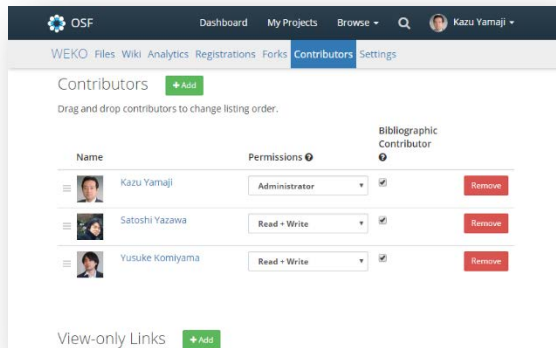 OSF Dashboard My Projects Browse Kazu Yamaji
WEKO Files Wiki Analytics Registrations Forks Contributors Settings
Contributors + Add
Drag and drop contributors to change listing order.
Name Permissions Bibliographic Contributor
Kazu Yamaji Administrator Remove
Satoshi Yazawa Read + Write Remove
Yusuke Komiyama Read + Write Remove
View-only Links + Add